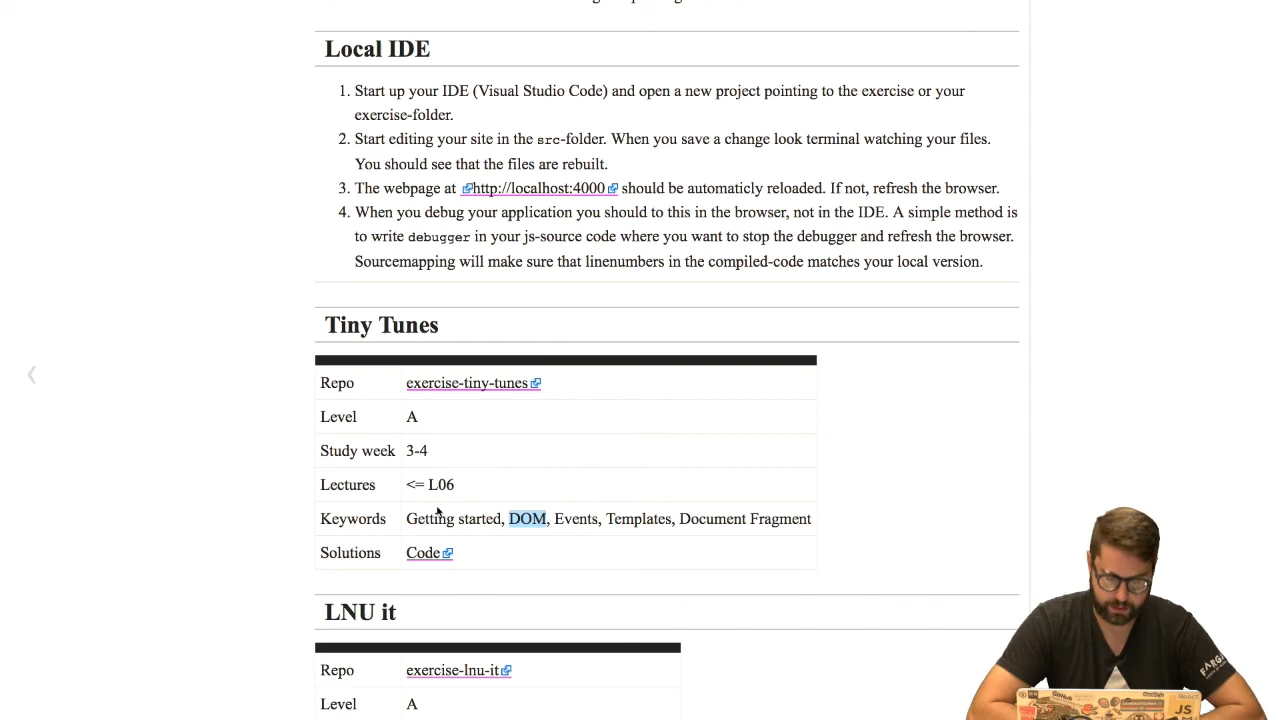 Local IDE
1. Start up your IDE (Visual Studio Code) and open a new project pointing to the exercise or your
exercise-folder.
2. Start editing your site in the src-folder. When you save a change look terminal watching your files.
You should see that the files are rebuilt.
3. The webpage at http://localhost:4000 should be automaticly reloaded. If not, refresh the browser.
4. When you debug your application you should to this in the browser, not in the IDE. A simple method is
to write debugger in your js-source code where you want to stop the debugger and refresh the browser.
Sourcemapping will make sure that linenumbers in the compiled-code matches your local version.
Tiny Tunes
Repo exercise-tiny-tunes
Level A
Study week 3-4
Lectures <= L06
Keywords Getting started, DOM, Events, Templates, Document Fragment
Solutions Code
LNU it
Repo exercise-lnu-it
Level A
GitHub
React
JS